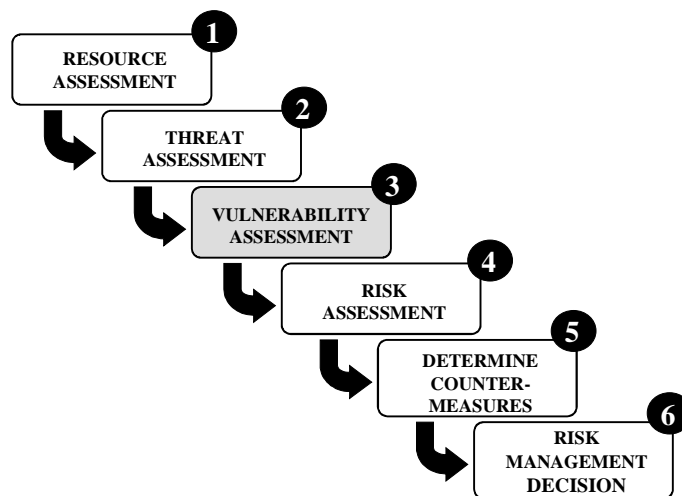 1
RESOURCE
ASSESSMENT
2
THREAT
ASSESSMENT
3
VULNERABILITY
ASSESSMENT
4
RISK
ASSESSMENT
5
DETERMINE
COUNTER-
MEASURES
6
RISK
MANAGEMENT
DECISION